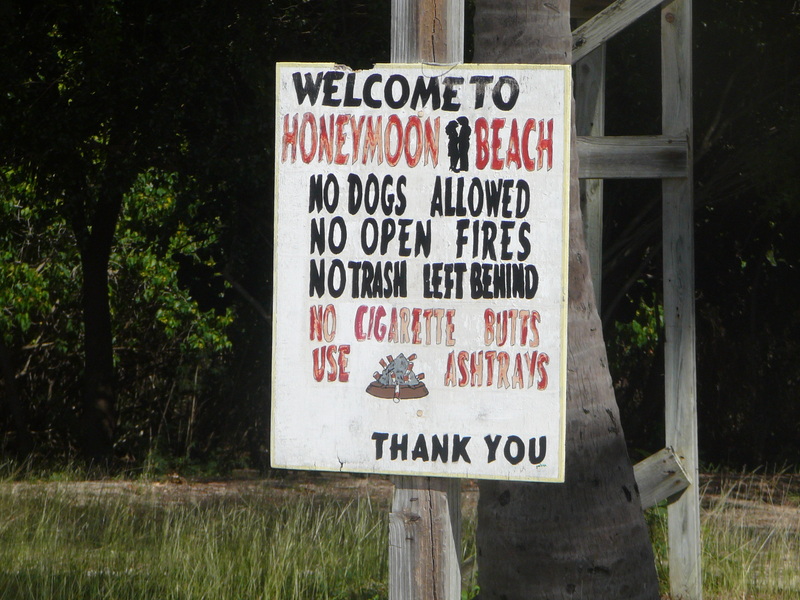 WELCOME TO
HONEYMOON BEACH
NO DOGS ALLOWED
NO OPEN FIRES
NO TRASH LEFT BEHIND
NO CIGARETTE BUTTS
USE ASHTRAYS
THANK YOU